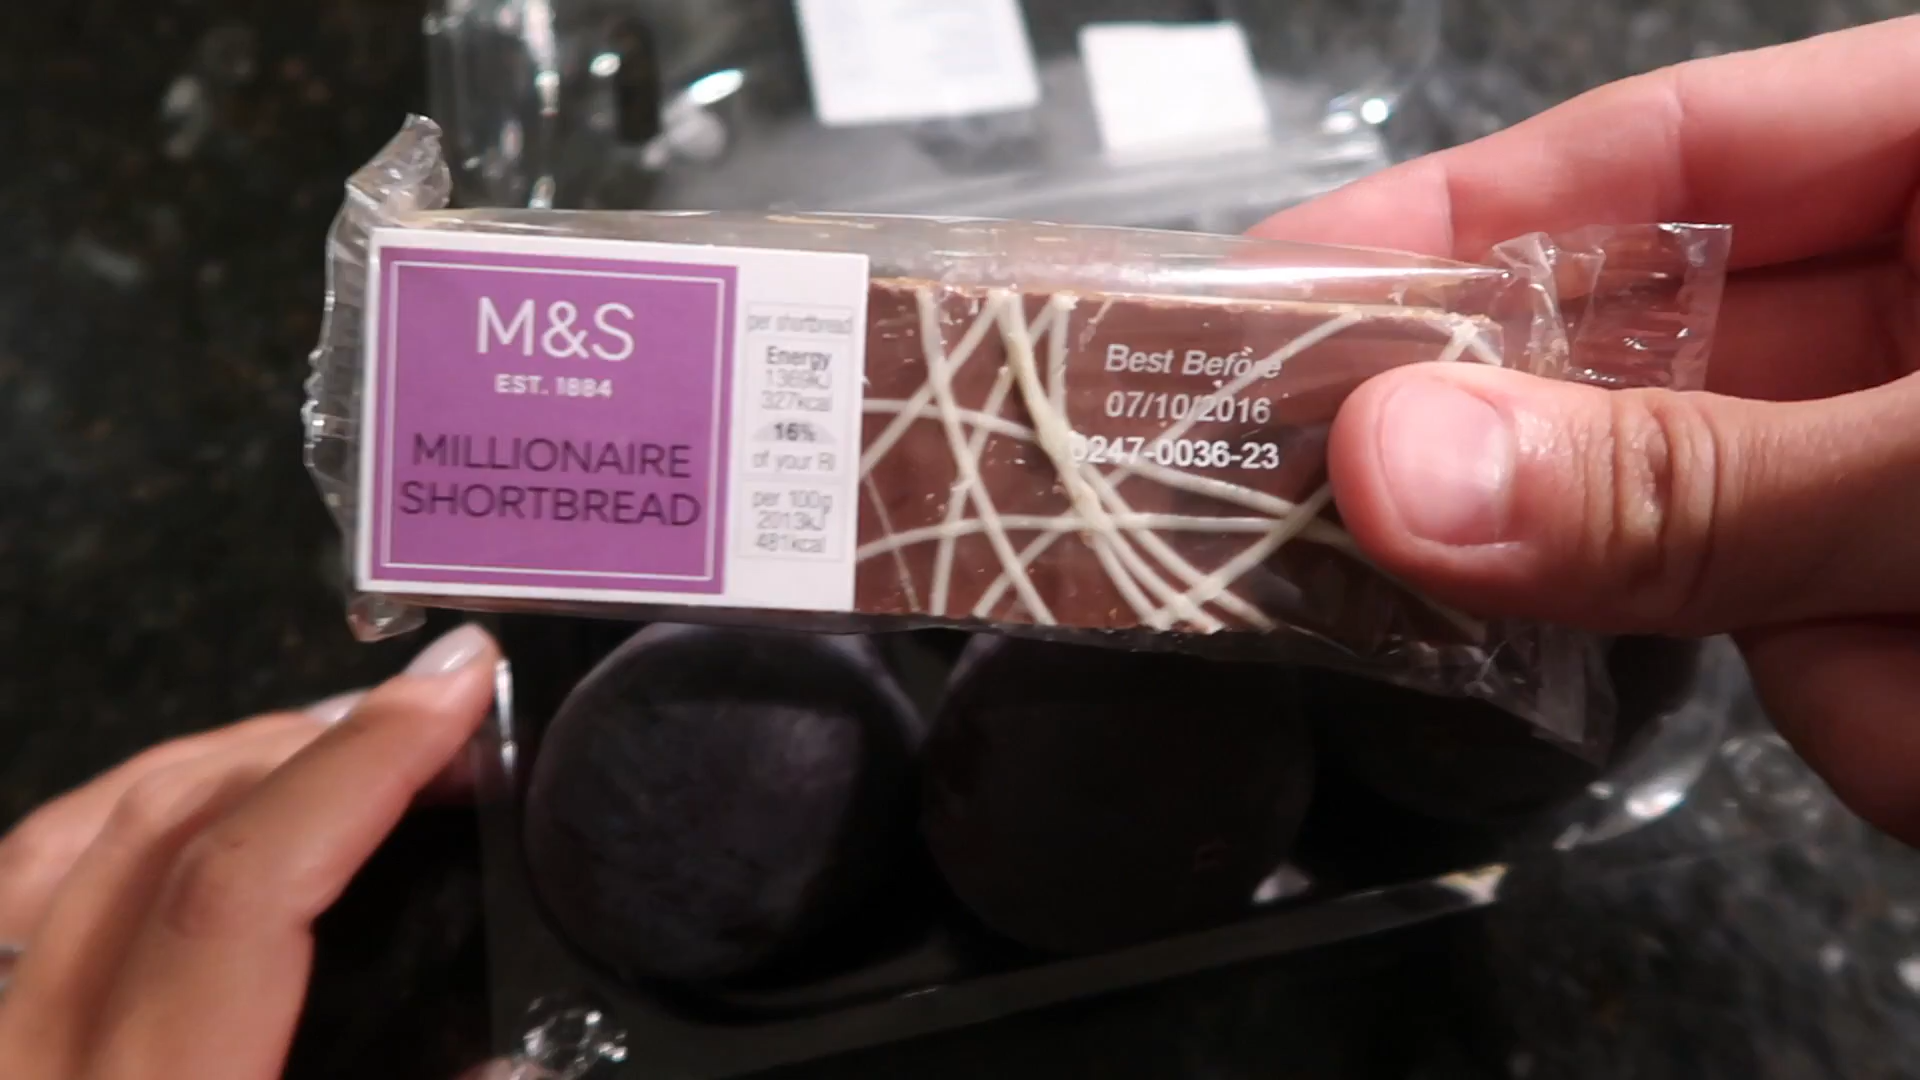 M&S
EST. 1884
MILLIONAIRE
SHORTBREAD
per shortbread
Energy
1369kJ
327kcal
16%
of your RI
per 100g
2013kJ
481kcal
Best Before
07/10/2016
0247-0036-23